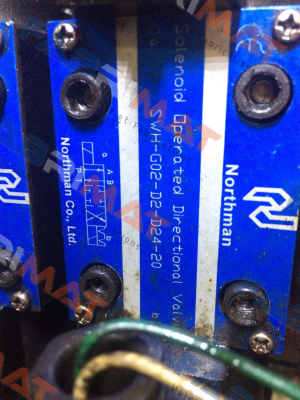 Solenoid Operated Directional Valve
SWH-G02-D2-D24-20
a
b
Northman
a
A B
P T
b
Northman Co., Ltd.